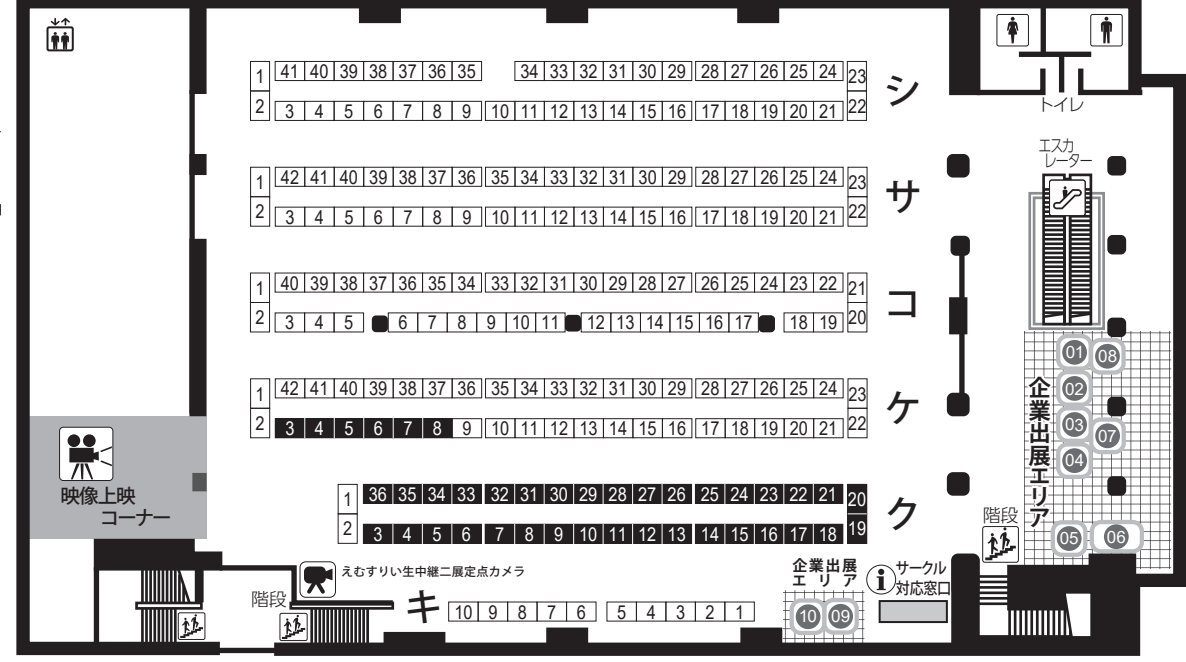 トイレ
エスカ
レーター
1 41 40 39 38 37 36 35 34 33 32 31 30 29 28 27 26 25 24 23
2 3 4 5 6 7 8 9 10 11 12 13 14 15 16 17 18 19 20 21 22
シ
1 42 41 40 39 38 37 36 35 34 33 32 31 30 29 28 27 26 25 24 23
2 3 4 5 6 7 8 9 10 11 12 13 14 15 16 17 18 19 20 21 22
サ
1 40 39 38 37 36 35 34 33 32 31 30 29 28 27 26 25 24 23 22 21
2 3 4 5 6 7 8 9 10 11 12 13 14 15 16 17 18 19 20
コ
1 42 41 40 39 38 37 36 35 34 33 32 31 30 29 28 27 26 25 24 23
2 3 4 5 6 7 8 9 10 11 12 13 14 15 16 17 18 19 20 21 22
ケ
1 36 35 34 33 32 31 30 29 28 27 26 25 24 23 22 21 20
2 3 4 5 6 7 8 9 10 11 12 13 14 15 16 17 18 19
ク
映像上映
コーナー
企業出展エリア
01 08
02
03 07
04
05 06
階段
えむすりい生中継二展定点カメラ
階段
キ
10 9 8 7 6 5 4 3 2 1
企業出展
エリア
10 09
i
サークル
対応窓口